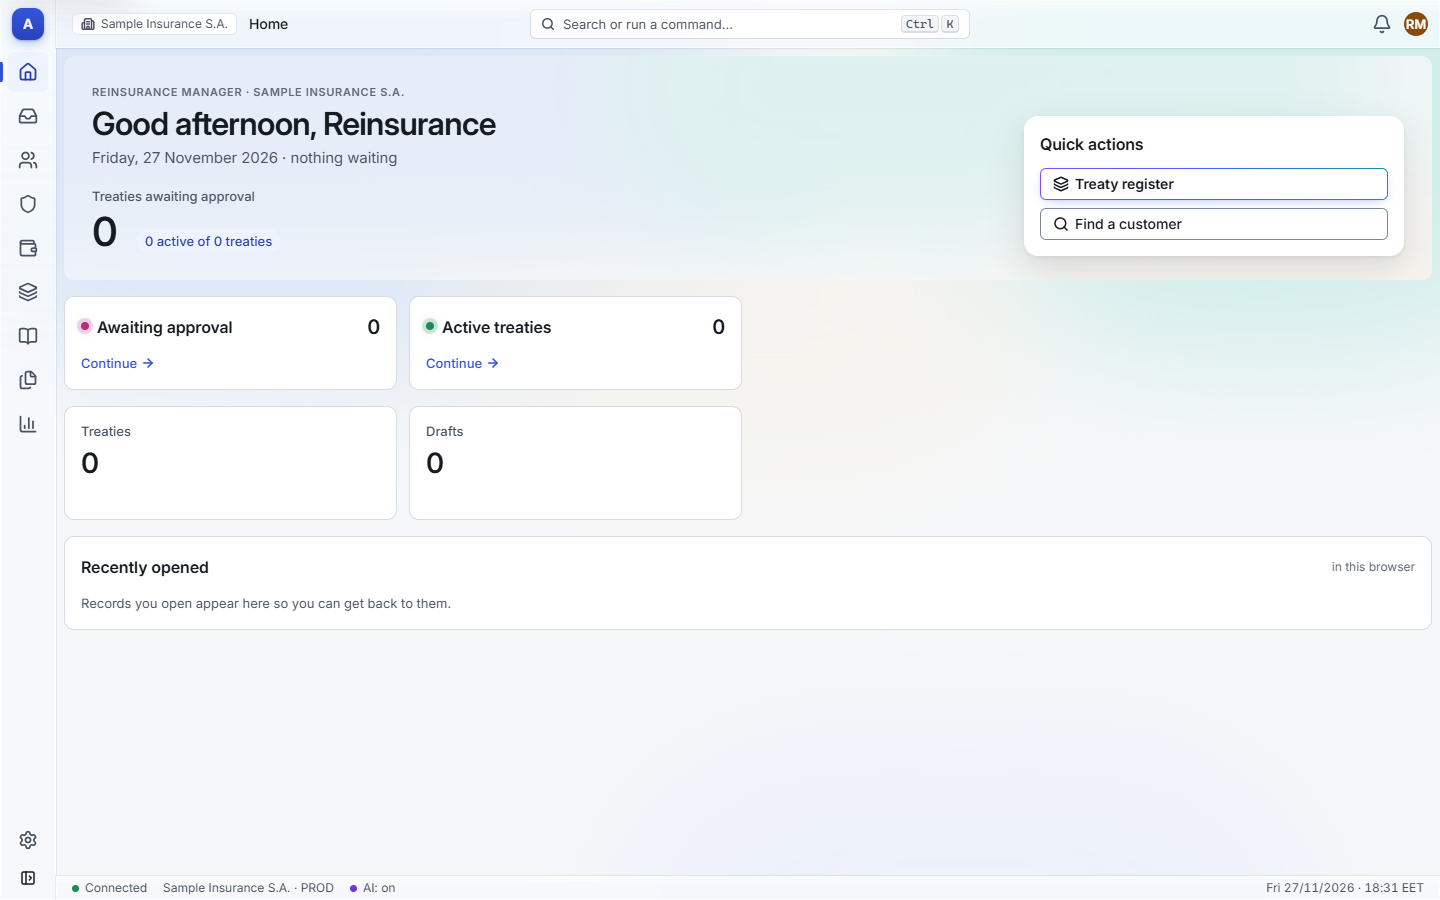 A
Sample Insurance S.A.
Home
Search or run a command...
Ctrl K
RM
REINSURANCE MANAGER · SAMPLE INSURANCE S.A.
Good afternoon, Reinsurance
Friday, 27 November 2026 · nothing waiting
Treaties awaiting approval
0
0 active of 0 treaties
Quick actions
Treaty register
Find a customer
Awaiting approval
0
Continue →
Active treaties
0
Continue →
Treaties
0
Drafts
0
Recently opened
in this browser
Records you open appear here so you can get back to them.
Connected
Sample Insurance S.A. · PROD
AI: on
Fri 27/11/2026 · 18:31 EET